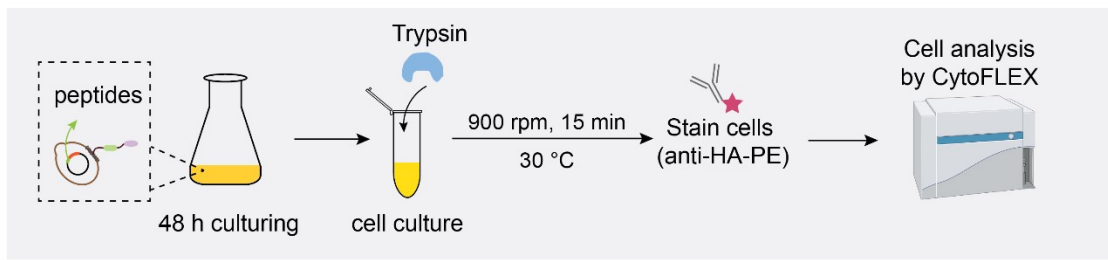 peptides
48 h culturing
Trypsin
cell culture
900 rpm, 15 min
30 °C
Stain cells
(anti-HA-PE)
Cell analysis
by CytoFLEX